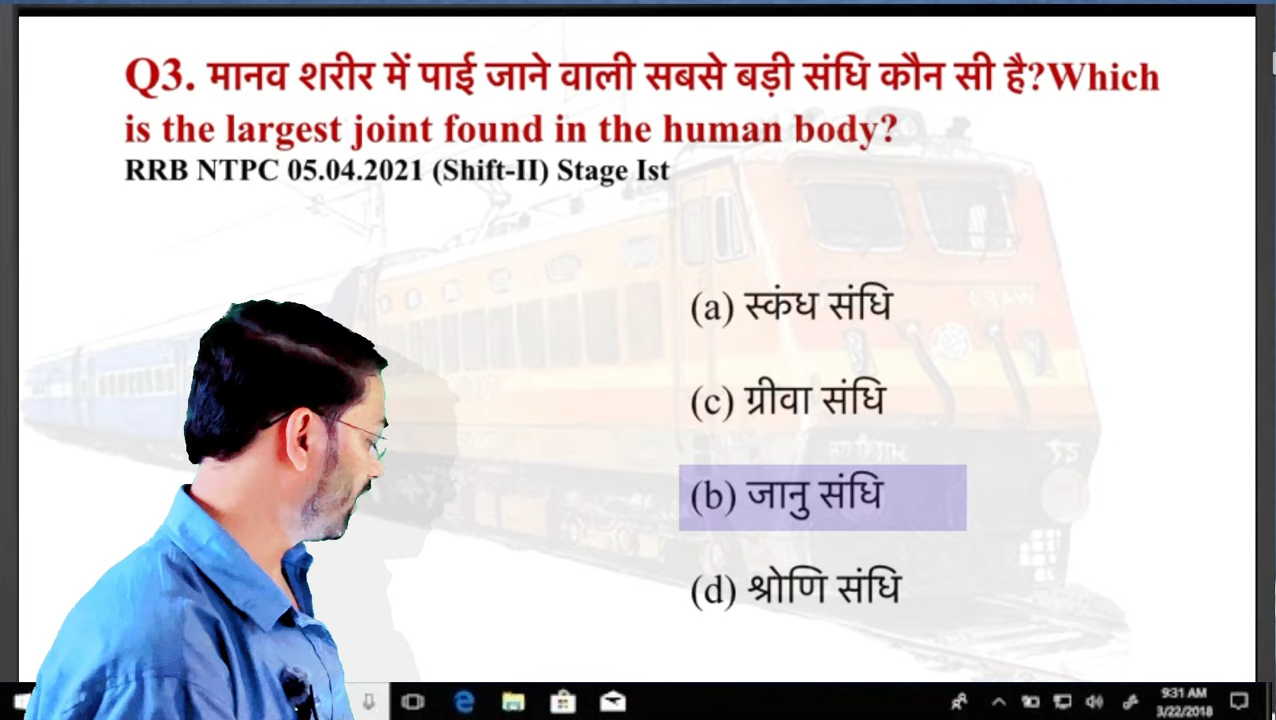 Q3. मानव शरीर में पाई जाने वाली सबसे बड़ी संधि कौन सी है?Which
is the largest joint found in the human body?
RRB NTPC 05.04.2021 (Shift-II) Stage Ist
(a) स्कंध संधि
(c) ग्रीवा संधि
(b) जानु संधि
(d) श्रोणि संधि
9:31 AM
3/22/2018